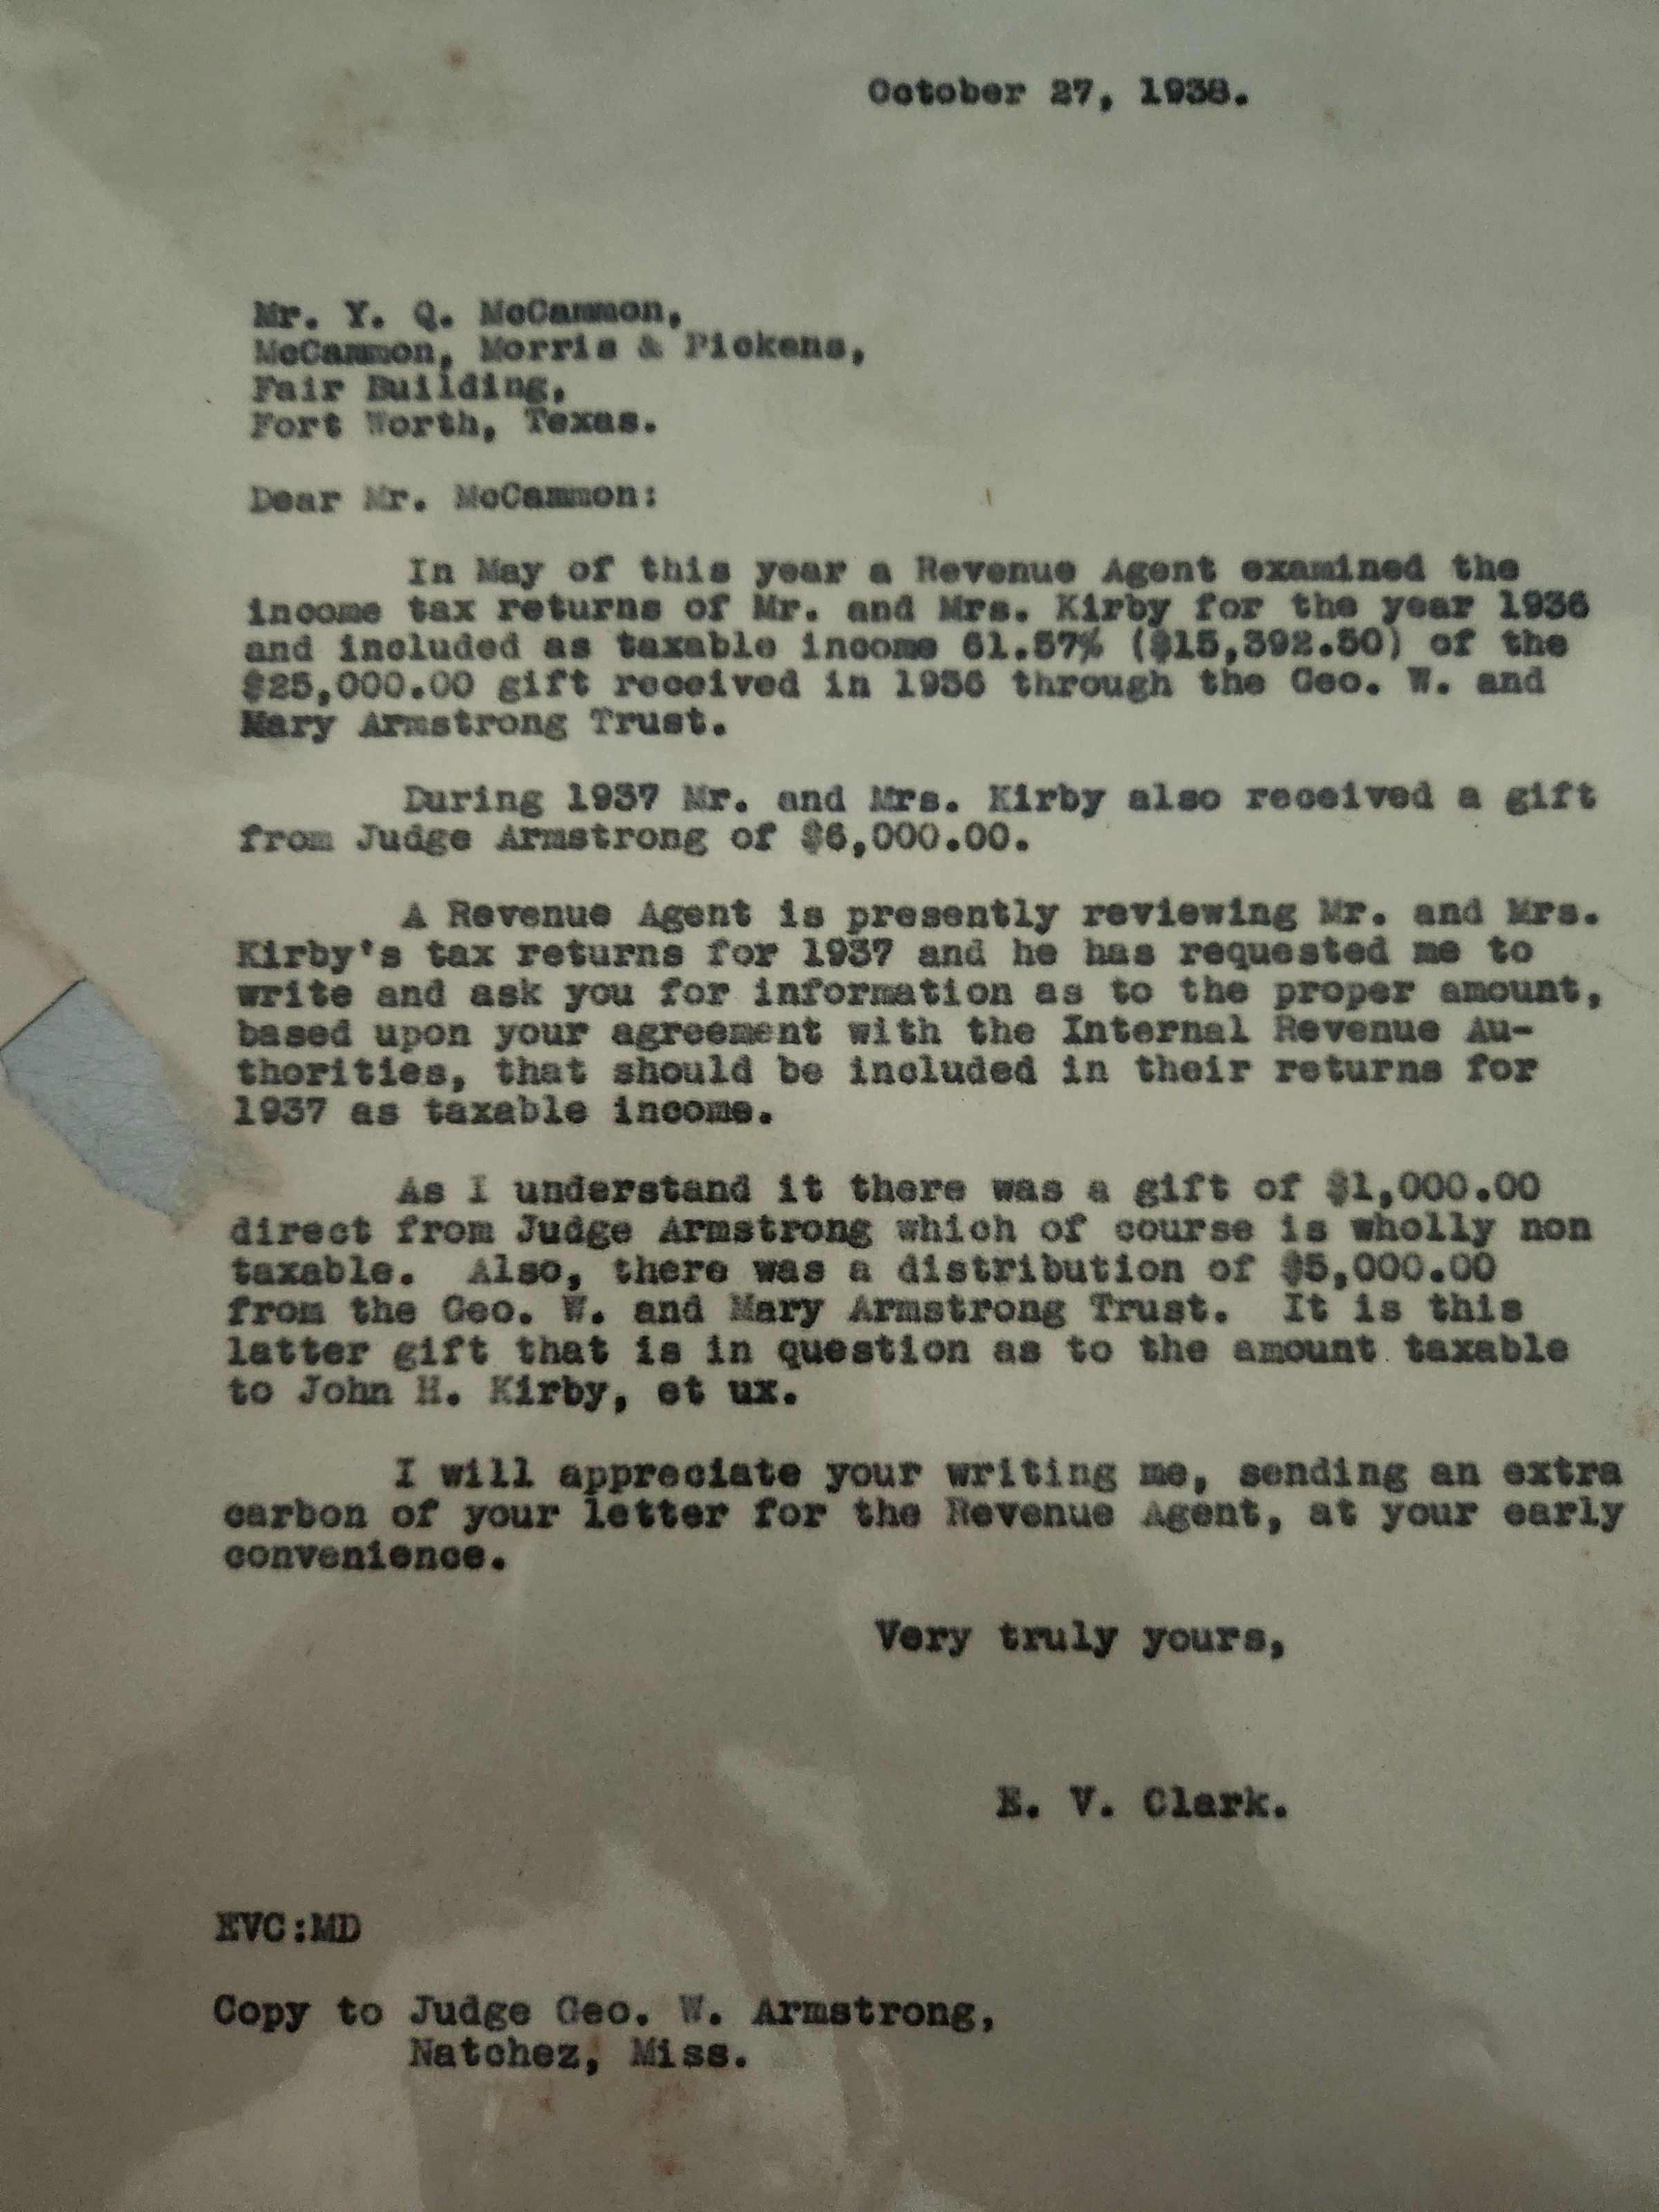 October 27, 1938.
Mr. Y. Q. McCammon,
McCammon, Morris & Pickens,
Fair Building,
Fort Worth, Texas.
Dear Mr. McCammon:
In May of this year a Revenue Agent examined the
income tax returns of Mr. and Mrs. Kirby for the year 1936
and included as taxable income 61.57% ($15,392.50) of the
$25,000.00 gift received in 1936 through the Geo. W. and
Mary Armstrong Trust.
During 1937 Mr. and Mrs. Kirby also received a gift
from Judge Armstrong of $6,000.00.
A Revenue Agent is presently reviewing Mr. and Mrs.
Kirby's tax returns for 1937 and he has requested me to
write and ask you for information as to the proper amount,
based upon your agreement with the Internal Revenue Au-
thorities, that should be included in their returns for
1937 as taxable income.
As I understand it there was a gift of $1,000.00
direct from Judge Armstrong which of course is wholly non
taxable. Also, there was a distribution of $5,000.00
from the Geo. W. and Mary Armstrong Trust. It is this
latter gift that is in question as to the amount taxable
to John H. Kirby, et ux.
I will appreciate your writing me, sending an extra
carbon of your letter for the Revenue Agent, at your early
convenience.
Very truly yours,
E. V. Clark.
EVC:MD
Copy to Judge Geo. W. Armstrong,
Natchez, Miss.